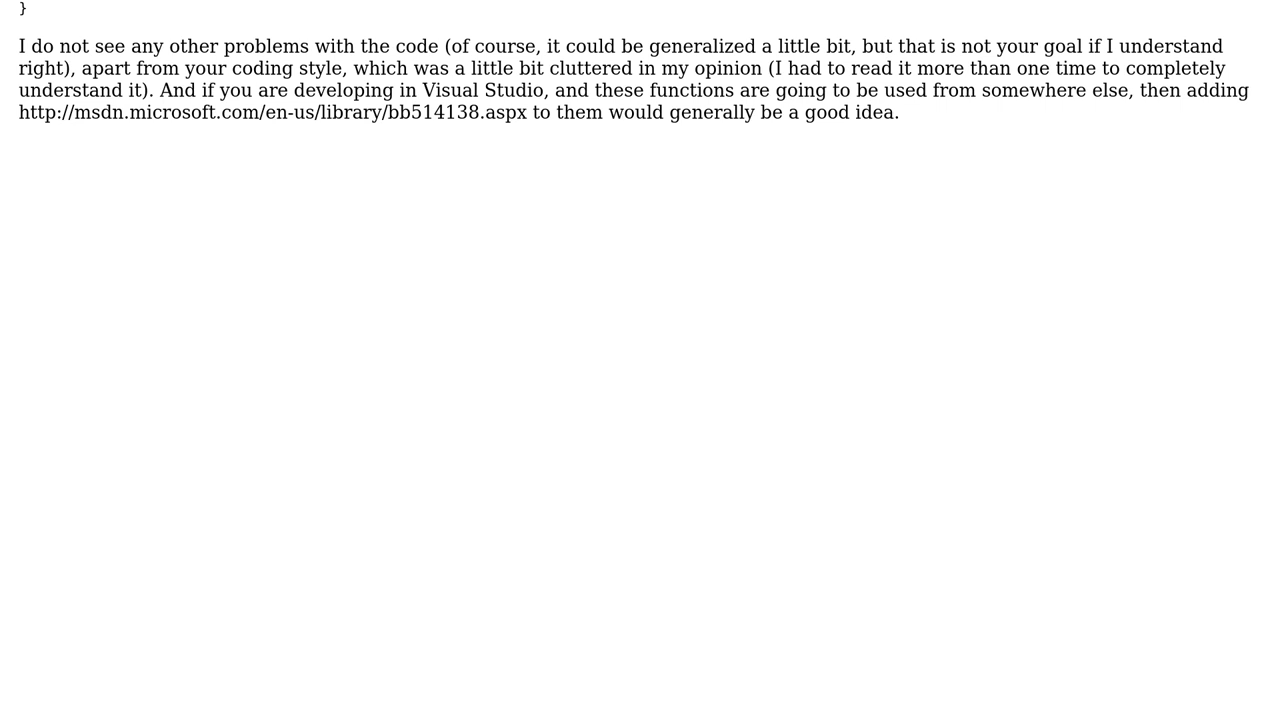 }
I do not see any other problems with the code (of course, it could be generalized a little bit, but that is not your goal if I understand
right), apart from your coding style, which was a little bit cluttered in my opinion (I had to read it more than one time to completely
understand it). And if you are developing in Visual Studio, and these functions are going to be used from somewhere else, then adding
http://msdn.microsoft.com/en-us/library/bb514138.aspx to them would generally be a good idea.